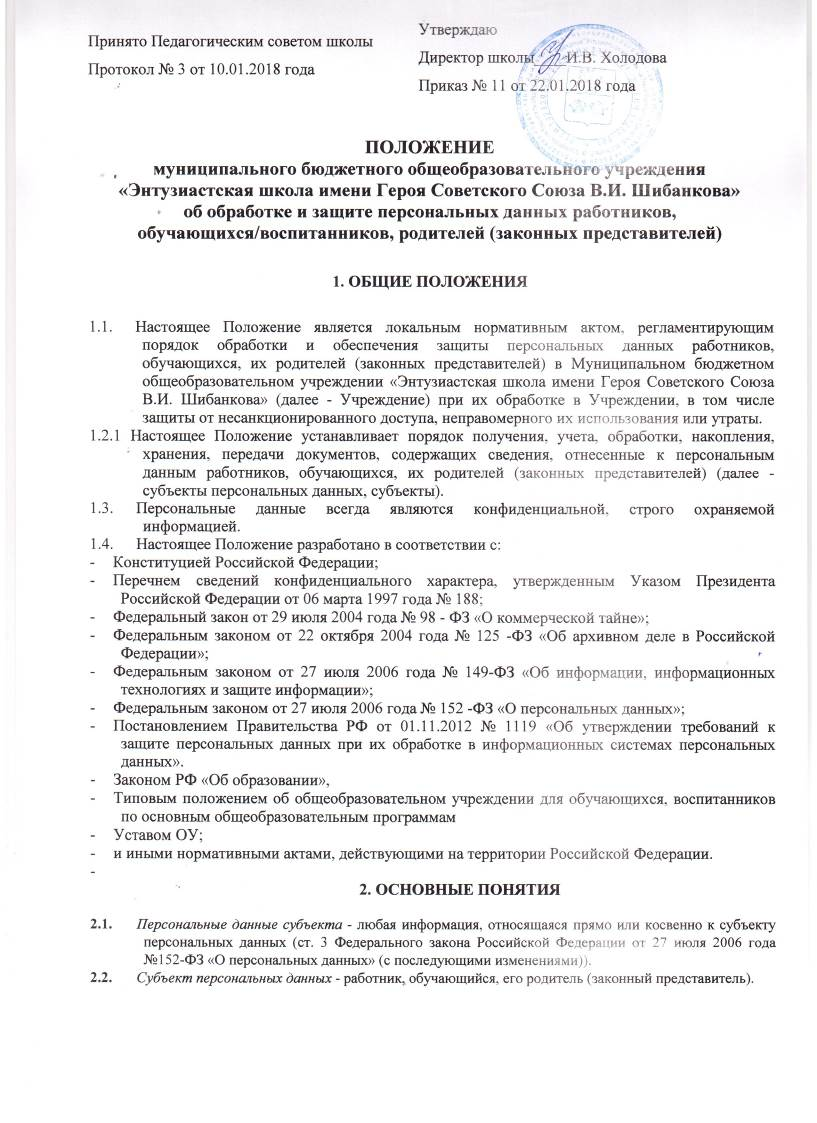 Принято Педагогическим советом школы
Протокол № 3 от 10.01.2018 года
Утверждаю
Директор школы И.В. Холодова
Приказ № 11 от 22.01.2018 года
ПОЛОЖЕНИЕ
муниципального бюджетного общеобразовательного учреждения
«Энтузиастская школа имени Героя Советского Союза В.И. Шибанкова»
об обработке и защите персональных данных работников,
обучающихся/воспитанников, родителей (законных представителей)
1. ОБЩИЕ ПОЛОЖЕНИЯ
1.1. Настоящее Положение является локальным нормативным актом, регламентирующим
порядок обработки и обеспечения защиты персональных данных работников,
обучающихся, их родителей (законных представителей) в Муниципальном бюджетном
общеобразовательном учреждении «Энтузиастская школа имени Героя Советского Союза
В.И. Шибанкова» (далее - Учреждение) при их обработке в Учреждении, в том числе
защиты от несанкционированного доступа, неправомерного их использования или утраты.
1.2.1 Настоящее Положение устанавливает порядок получения, учета, обработки, накопления,
хранения, передачи документов, содержащих сведения, отнесенные к персональным
данным работников, обучающихся, их родителей (законных представителей) (далее -
субъекты персональных данных, субъекты).
1.3. Персональные данные всегда являются конфиденциальной, строго охраняемой
информацией.
1.4. Настоящее Положение разработано в соответствии с:
- Конституцией Российской Федерации;
- Перечнем сведений конфиденциального характера, утвержденным Указом Президента
Российской Федерации от 06 марта 1997 года № 188;
- Федеральный закон от 29 июля 2004 года № 98 - ФЗ «О коммерческой тайне»;
- Федеральным законом от 22 октября 2004 года № 125 -ФЗ «Об архивном деле в Российской
Федерации»;
- Федеральным законом от 27 июля 2006 года № 149-ФЗ «Об информации, информационных
технологиях и защите информации»;
- Федеральным законом от 27 июля 2006 года № 152 -ФЗ «О персональных данных»;
- Постановлением Правительства РФ от 01.11.2012 № 1119 «Об утверждении требований к
защите персональных данных при их обработке в информационных системах персональных
данных».
- Законом РФ «Об образовании»,
- Типовым положением об общеобразовательном учреждении для обучающихся, воспитанников
по основным общеобразовательным программам
- Уставом ОУ;
- и иными нормативными актами, действующими на территории Российской Федерации.
-
2. ОСНОВНЫЕ ПОНЯТИЯ
2.1. Персональные данные субъекта - любая информация, относящаяся прямо или косвенно к субъекту
персональных данных (ст. 3 Федерального закона Российской Федерации от 27 июля 2006 года
№152-ФЗ «О персональных данных» (с последующими изменениями)).
2.2. Субъект персональных данных - работник, обучающийся, его родитель (законный представитель).